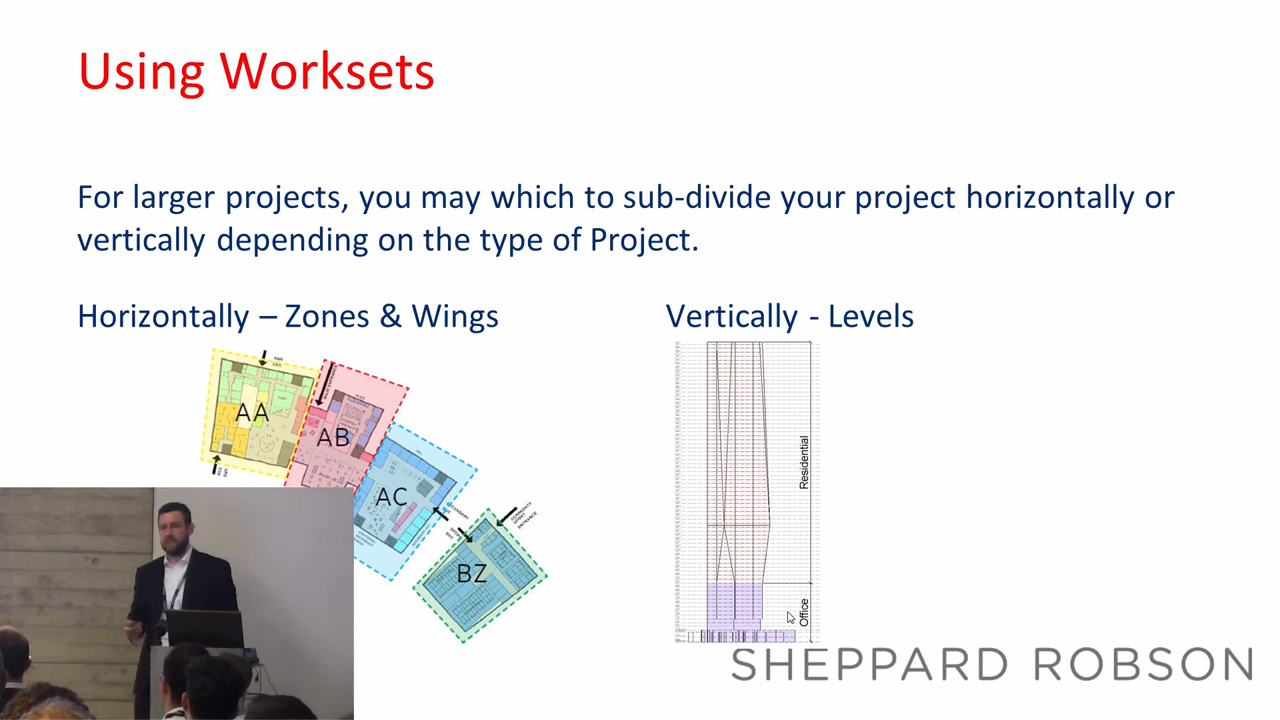 Using Worksets
For larger projects, you may which to sub-divide your project horizontally or
vertically depending on the type of Project.
Horizontally – Zones & Wings
Vertically - Levels
AA
AB
AC
BZ
Residential
Office
SHEPPARD ROBSON